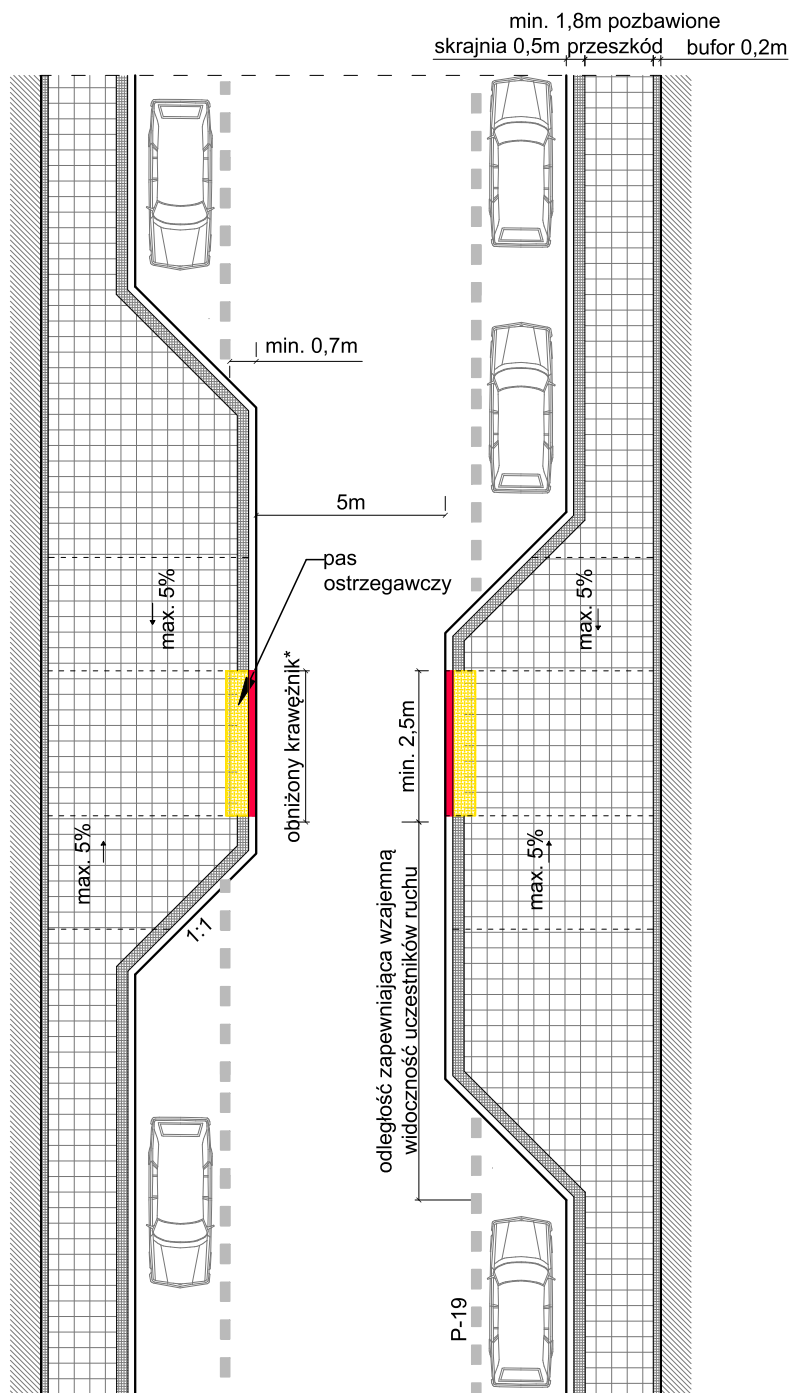 min. 1,8m pozbawione
skrajnia 0,5m przeszkód bufor 0,2m
min. 0,7m
5m
pas
ostrzegawczy
max. 5%
max. 5%
obniżony krawężnik*
min. 2,5m
max. 5%
max. 5%
1:1
odległość zapewniająca wzajemną
widoczność uczestników ruchu
P-19